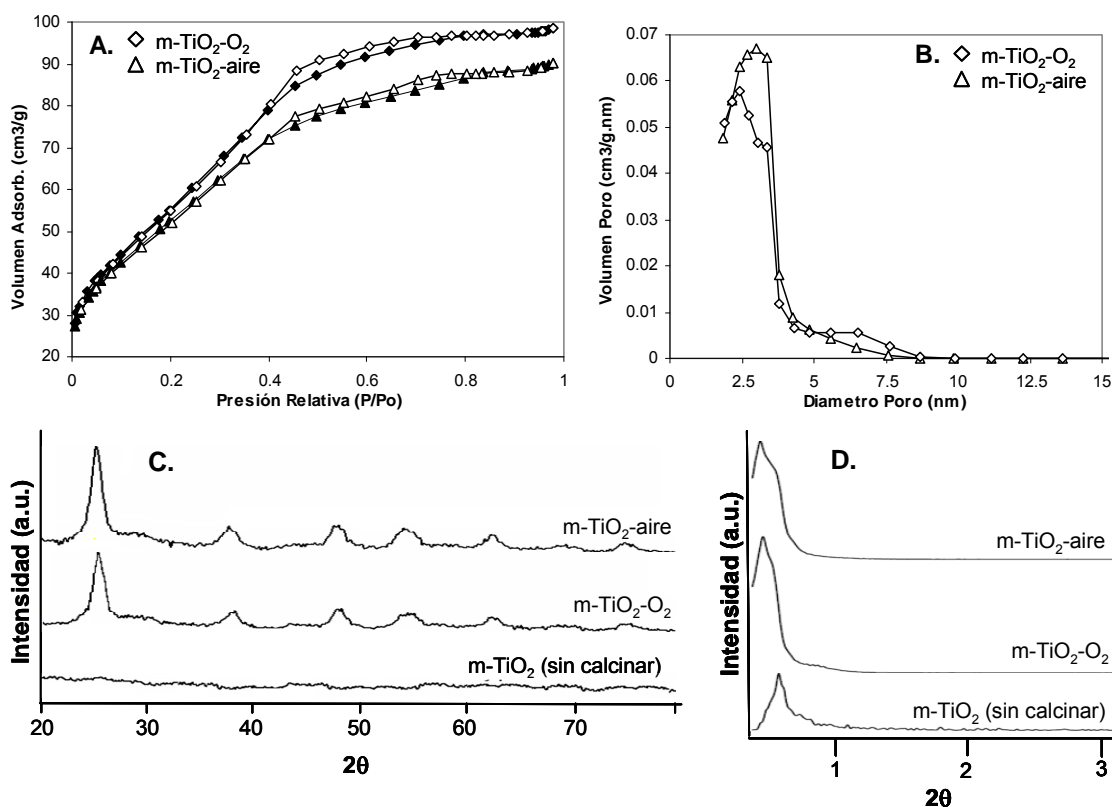 A.
m-TiO₂-O₂
m-TiO₂-aire
Volumen Adsorb. (cm3/g)
100
90
80
70
60
50
40
30
20
0 0.2 0.4 0.6 0.8 1
Presión Relativa (P/Po)
B.
m-TiO₂-O₂
m-TiO₂-aire
Volumen Poro (cm3/g.nm)
0.07
0.06
0.05
0.04
0.03
0.02
0.01
0
0 2.5 5 7.5 10 12.5 15
Diametro Poro (nm)
C.
Intensidad (a.u.)
m-TiO₂-aire
m-TiO₂-O₂
m-TiO₂ (sin calcinar)
20 30 40 50 60 70
2θ
D.
Intensidad (a.u.)
m-TiO₂-aire
m-TiO₂-O₂
m-TiO₂ (sin calcinar)
1 2 3
2θ